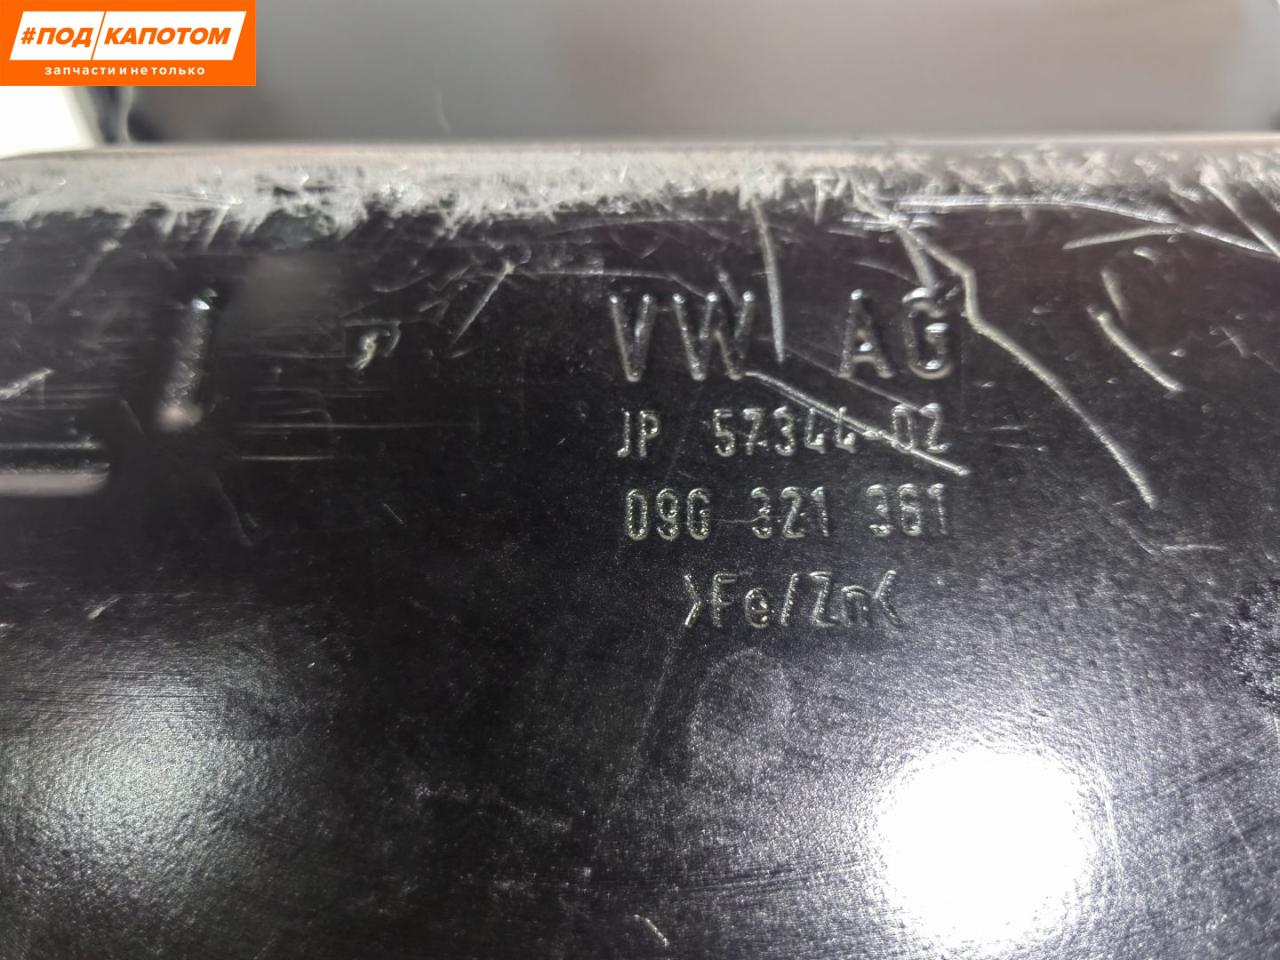 #ПОД/КАПОТОМ
запчасти и не только
VW AG
JP 57344-02
09G 321 361
>Fe/Zn<